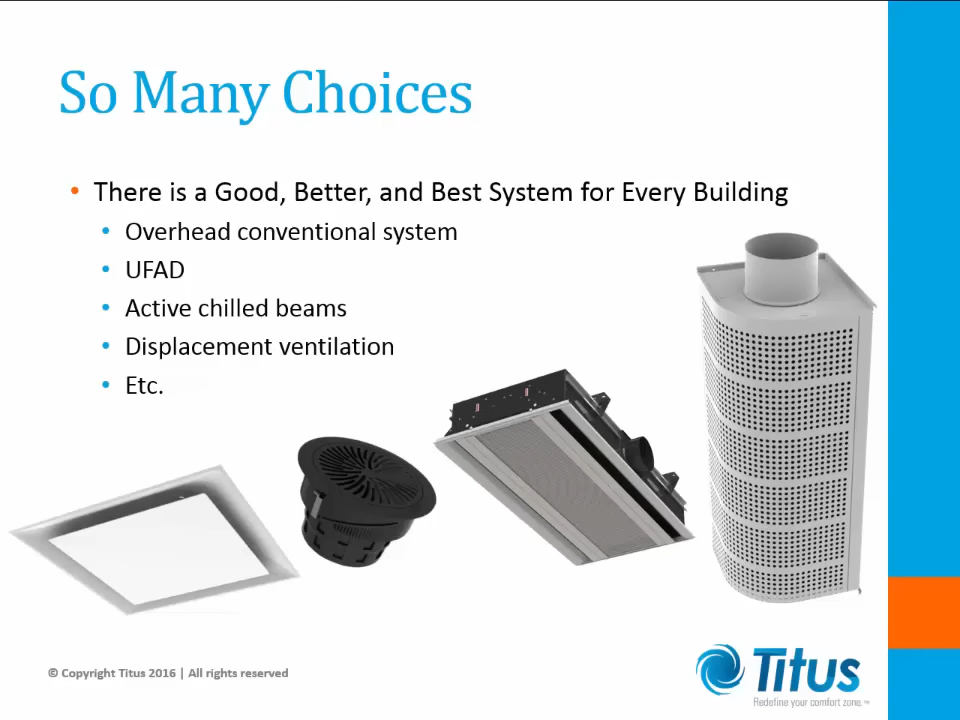 So Many Choices
• There is a Good, Better, and Best System for Every Building
• Overhead conventional system
• UFAD
• Active chilled beams
• Displacement ventilation
• Etc.
© Copyright Titus 2016 | All rights reserved
Titus
Redefine your comfort zone.™